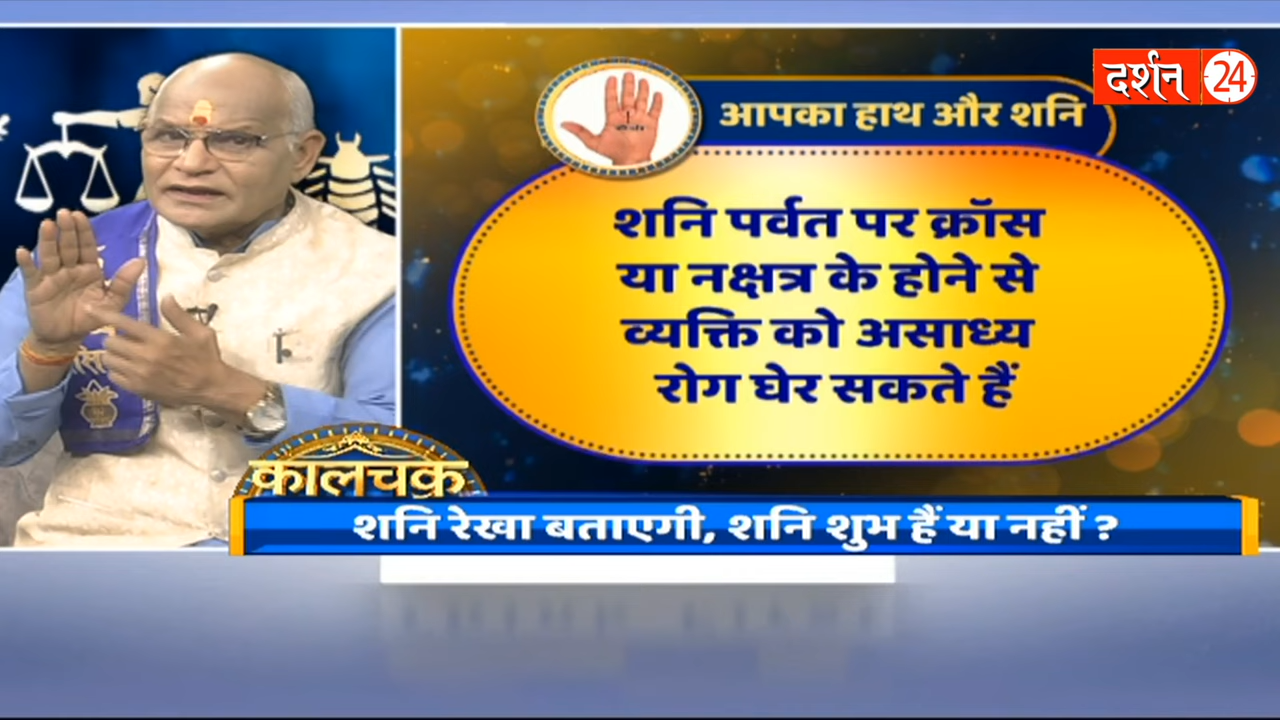 दर्शन 24
आपका हाथ और शनि
शनि पर्वत पर क्रॉस
या नक्षत्र के होने से
व्यक्ति को असाध्य
रोग घेर सकते हैं
कालचक्र
शनि रेखा बताएगी, शनि शुभ हैं या नहीं ?